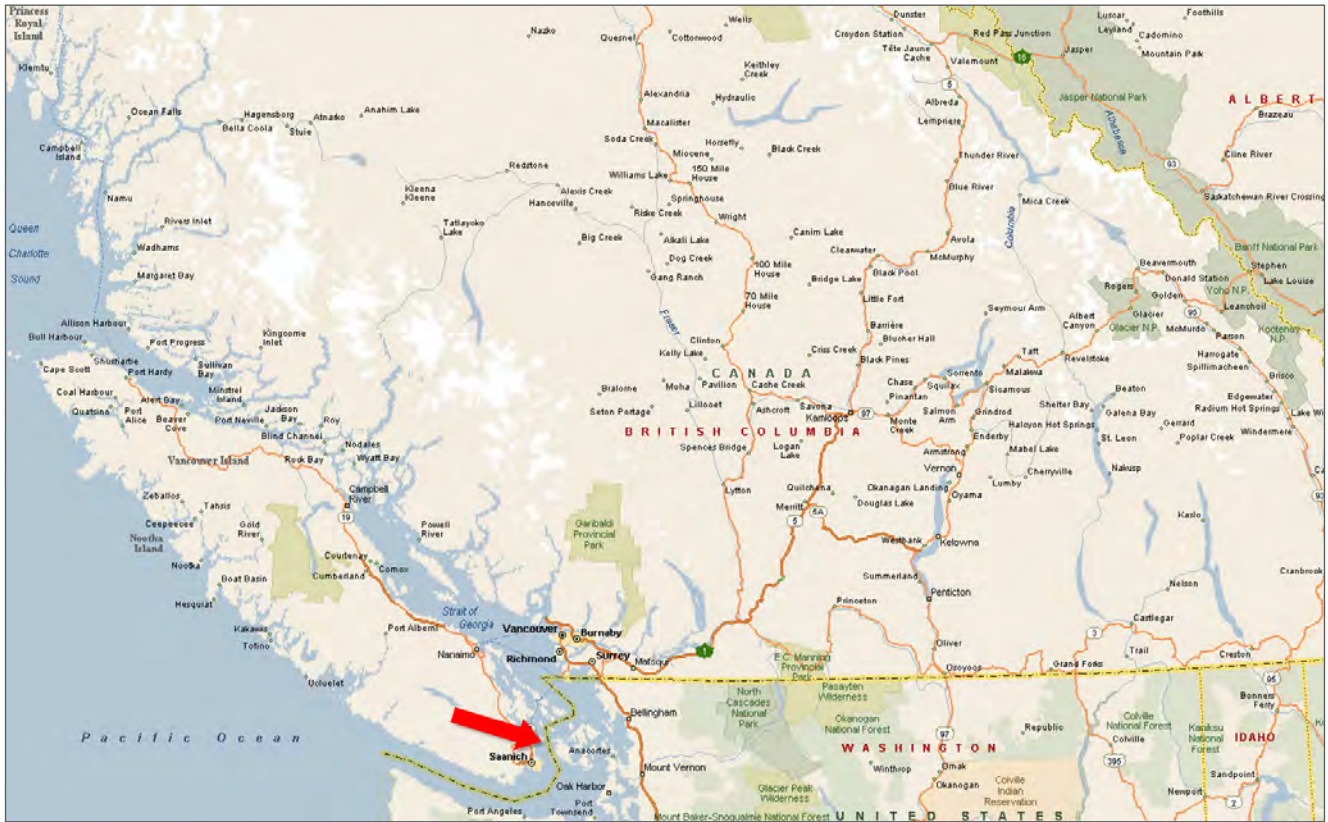 Princess
Royal
Island
Klemtu
Ocean Falls
Hagensborg
Bella Coola
Stuie
Atnarko
Anahim Lake
Nazko
Quesnel
Cottonwood
Wells
Keithley
Creek
Hydraulic
Alexandria
Macalister
Soda Creek
Horsefly
Miocene
Black Creek
Williams Lake
150 Mile
House
Springhouse
Wright
Dunster
Croydon Station
Tête Jaune
Cache
Red Pass Junction
Valemount
16
Jasper
Luscar
Leyland
Cadomino
Mountain Park
Foothills
5
Albreda
Lempriere
Jasper National Park
Athabasca
ALBERT
Brazeau
Cline River
93
Saskatchewan River Crossing
Thunder River
Blue River
Mica Creek
Columbia
Avola
McMurphy
Clearwater
Black Pool
Campbell
Island
Namu
Rivers Inlet
Wadhams
Margaret Bay
Queen
Charlotte
Sound
Kleena
Kleene
Tatlayoko
Lake
Redstone
Alexis Creek
Hanceville
Riske Creek
Big Creek
Alkali Lake
Dog Creek
Gang Ranch
Canim Lake
100 Mile
House
Bridge Lake
70 Mile
House
Little Fort
Fraser
Banff National Park
Beavermouth
Donald Station
Stephen
Lake Louise
Yoho N.P.
Rogers
Golden
Leanchoil
Glacier
Glacier N.P.
95
McMurdo
Kootenay
N.P.
Parson
Albert
Canyon
Seymour Arm
Allison Harbour
Bull Harbour
Port Progress
Kingcome
Inlet
Shushartie
Cape Scott
Port Hardy
Sullivan
Bay
Coal Harbour
Alert Bay
Minstrel
Island
Quatsino
Port
Alice
Beaver
Cove
Port Neville
Jackson
Bay
Roy
Blind Channel
Nodales
Rock Bay
Wyatt Bay
Vancouver Island
Clinton
Kelly Lake
Criss Creek
Barrière
Blucher Hall
Black Pines
CANADA
Bralorne
Moha
Pavilion
Cache Creek
Seton Portage
Lillooet
Ashcroft
Savona
Kamloops
97
BRITISH COLUMBIA
Chase
Pinantan
Squilax
Sorrento
Taft
Malakwa
Revelstoke
Sicamous
Salmon
Arm
Grindrod
Monte
Creek
Enderby
Shelter Bay
Beaton
Galena Bay
Halcyon Hot Springs
St. Leon
Gerrard
Poplar Creek
Harrogate
Spillimacheen
Brisco
Edgewater
Radium Hot Springs
Windermere
Spences Bridge
Logan
Lake
Armstrong
Mabel Lake
Vernon
Cherryville
Lumby
Nakusp
Lytton
Quilchena
Okanagan Landing
Douglas Lake
Oyama
Merritt
5
5A
Kaslo
93
Zeballos
Tahsis
Ceepeecee
Gold
River
Nootka
Island
Nootka
Campbell
River
19
Powell
River
Garibaldi
Provincial
Park
Courtenay
Comox
Cumberland
Boat Basin
Hesquiat
Kakawis
Tofino
Ucluelet
Port Alberni
Strait of
Georgia
Nanaimo
Vancouver
Burnaby
Richmond
Surrey
Matsqui
1
Westbank
Kelowna
Summerland
Penticton
Princeton
Nelson
Cranbrook
Castlegar
3
Trail
Creston
Oliver
Osoyoos
Grand Forks
E.C. Manning
Provincial
Park
Pasayten
Wilderness
North
Cascades
National
Park
Okanogan
National Forest
Bellingham
Republic
Colville
National Forest
Colville
Kaniksu
National
Forest
95
Bonners
Ferry
IDAHO
Pacific Ocean
Saanich
Anacortes
Oak Harbor
Port Angeles
Port
Townsend
Mount Vernon
WASHINGTON
97
Winthrop
Omak
Okanogan
395
Colville
Indian
Reservation
Sandpoint
Newport
2
Glacier Peak
Wilderness
Mount Baker-Snoqualmie National Forest
UNITED STATES